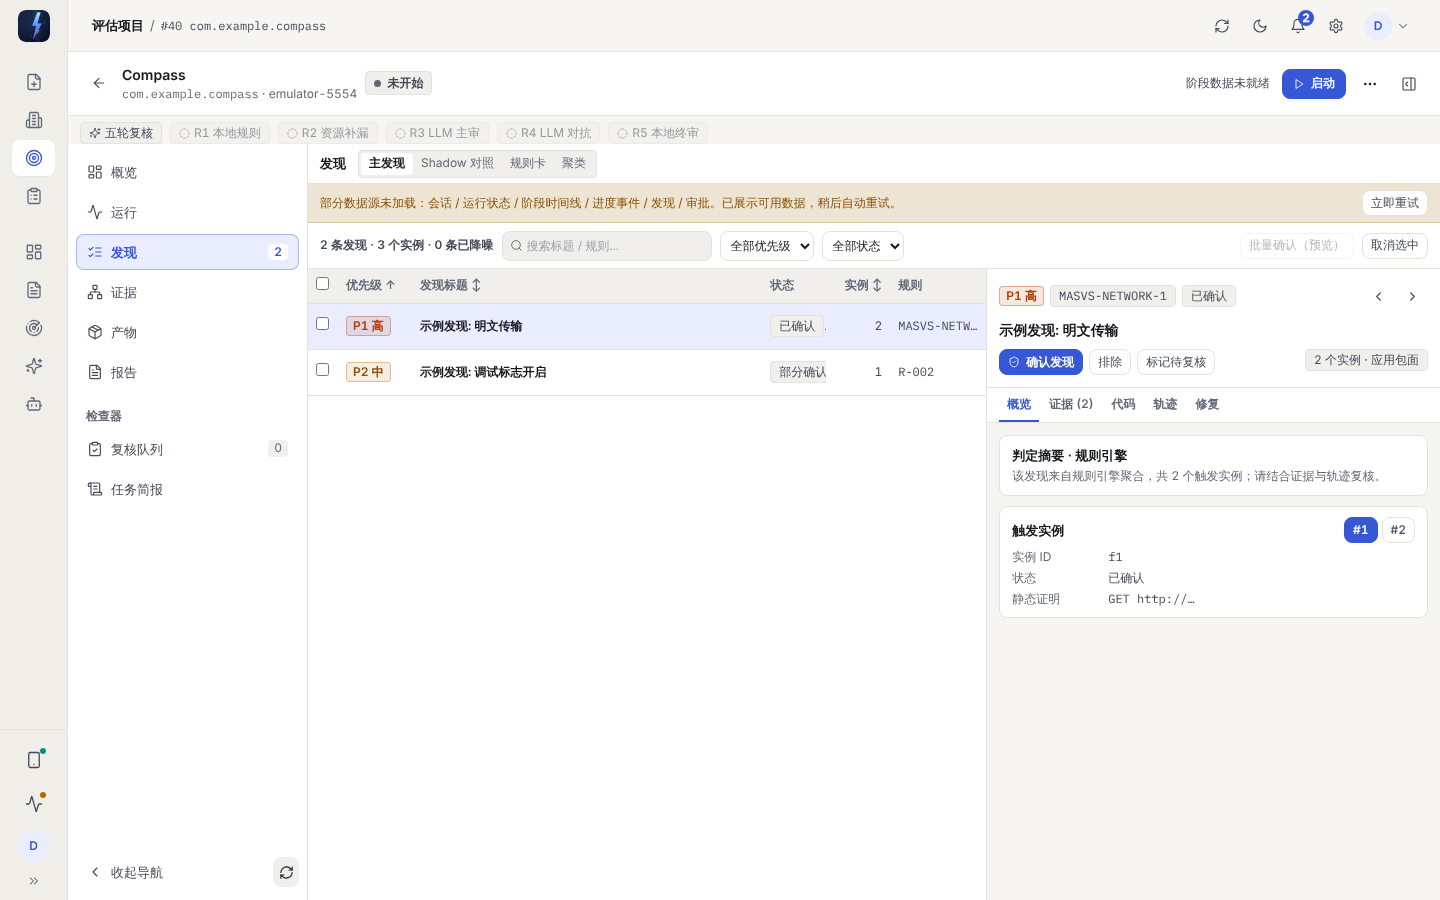 评估项目 / #40 com.example.compass
2
D
Compass
com.example.compass · emulator-5554
未开始
阶段数据未就绪
启动
五轮复核
R1 本地规则
R2 资源补漏
R3 LLM 主审
R4 LLM 对抗
R5 本地终审
概览
运行
发现 2
证据
产物
报告
检查器
复核队列 0
任务简报
收起导航
D
发现
主发现
Shadow 对照
规则卡
聚类
部分数据源未加载：会话 / 运行状态 / 阶段时间线 / 进度事件 / 发现 / 审批。已展示可用数据，稍后自动重试。
立即重试
2 条发现 · 3 个实例 · 0 条已降噪
搜索标题 / 规则...
全部优先级
全部状态
批量确认（预览）
取消选中
优先级 发现标题 状态 实例 规则
P1 高 示例发现: 明文传输 已确认 2 MASVS-NETW…
P2 中 示例发现: 调试标志开启 部分确认 1 R-002
P1 高
MASVS-NETWORK-1
已确认
示例发现: 明文传输
确认发现
排除
标记待复核
2 个实例 · 应用包面
概览
证据 (2)
代码
轨迹
修复
判定摘要 · 规则引擎
该发现来自规则引擎聚合，共 2 个触发实例；请结合证据与轨迹复核。
触发实例
#1
#2
实例 ID f1
状态 已确认
静态证明 GET http://…